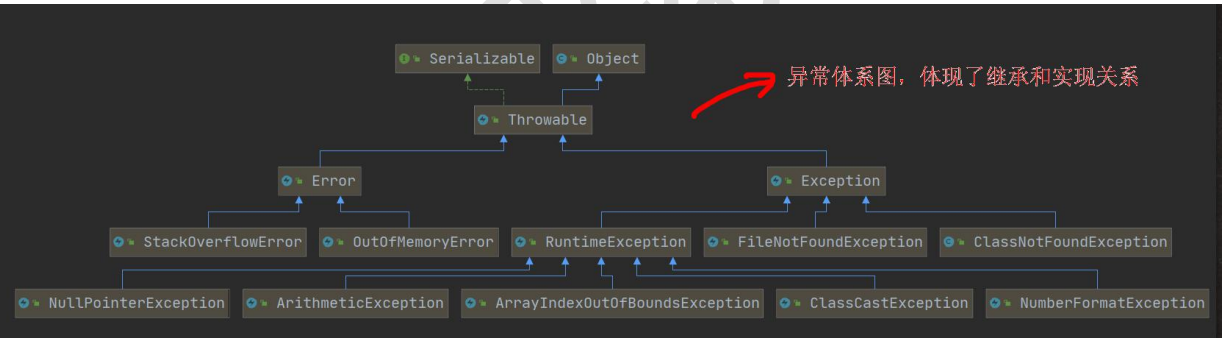 Serializable
Object
异常体系图，体现了继承和实现关系
Throwable
Error
Exception
StackOverflowError
OutOfMemoryError
RuntimeException
FileNotFoundException
ClassNotFoundException
NullPointerException
ArithmeticException
ArrayIndexOutOfBoundsException
ClassCastException
NumberFormatException